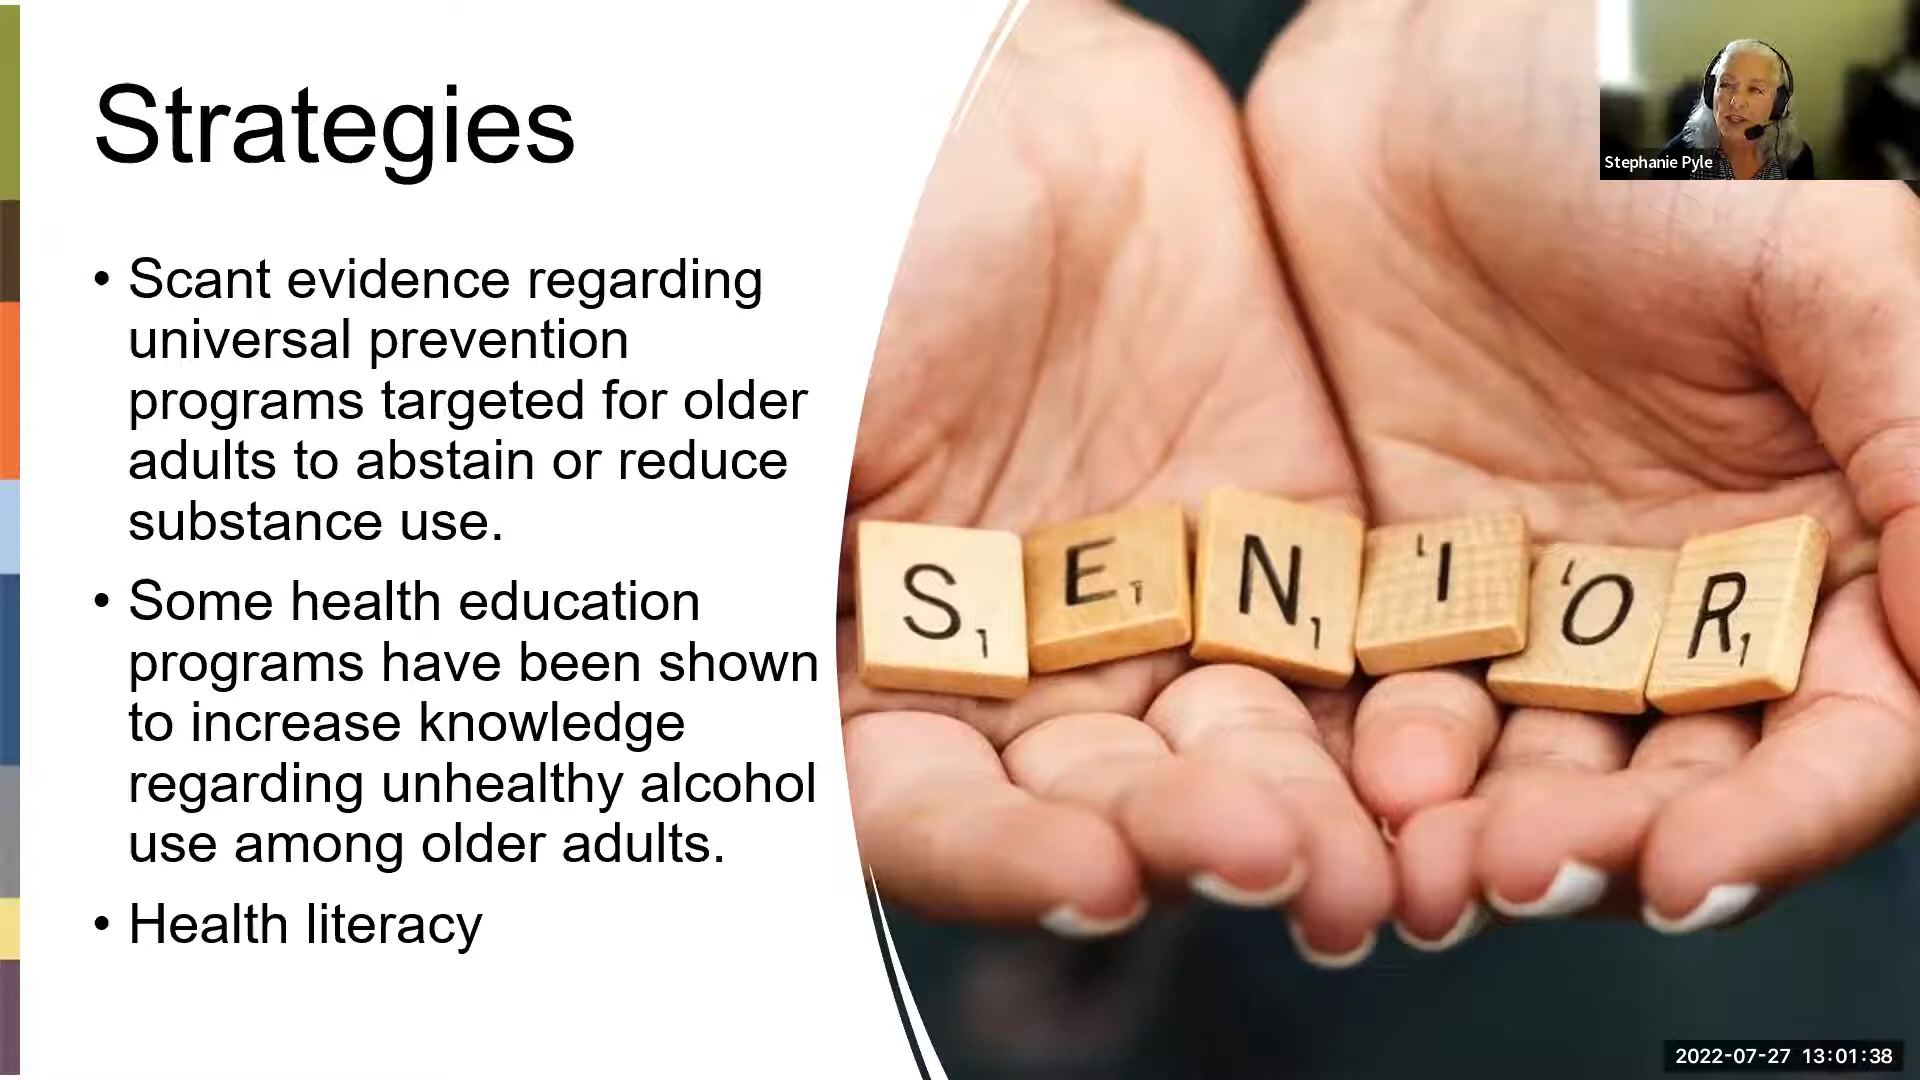 Strategies
• Scant evidence regarding
universal prevention
programs targeted for older
adults to abstain or reduce
substance use.
• Some health education
programs have been shown
to increase knowledge
regarding unhealthy alcohol
use among older adults.
• Health literacy
S1 E1 N1 1I 1O R1
Stephanie Pyle
2022-07-27 13:01:38